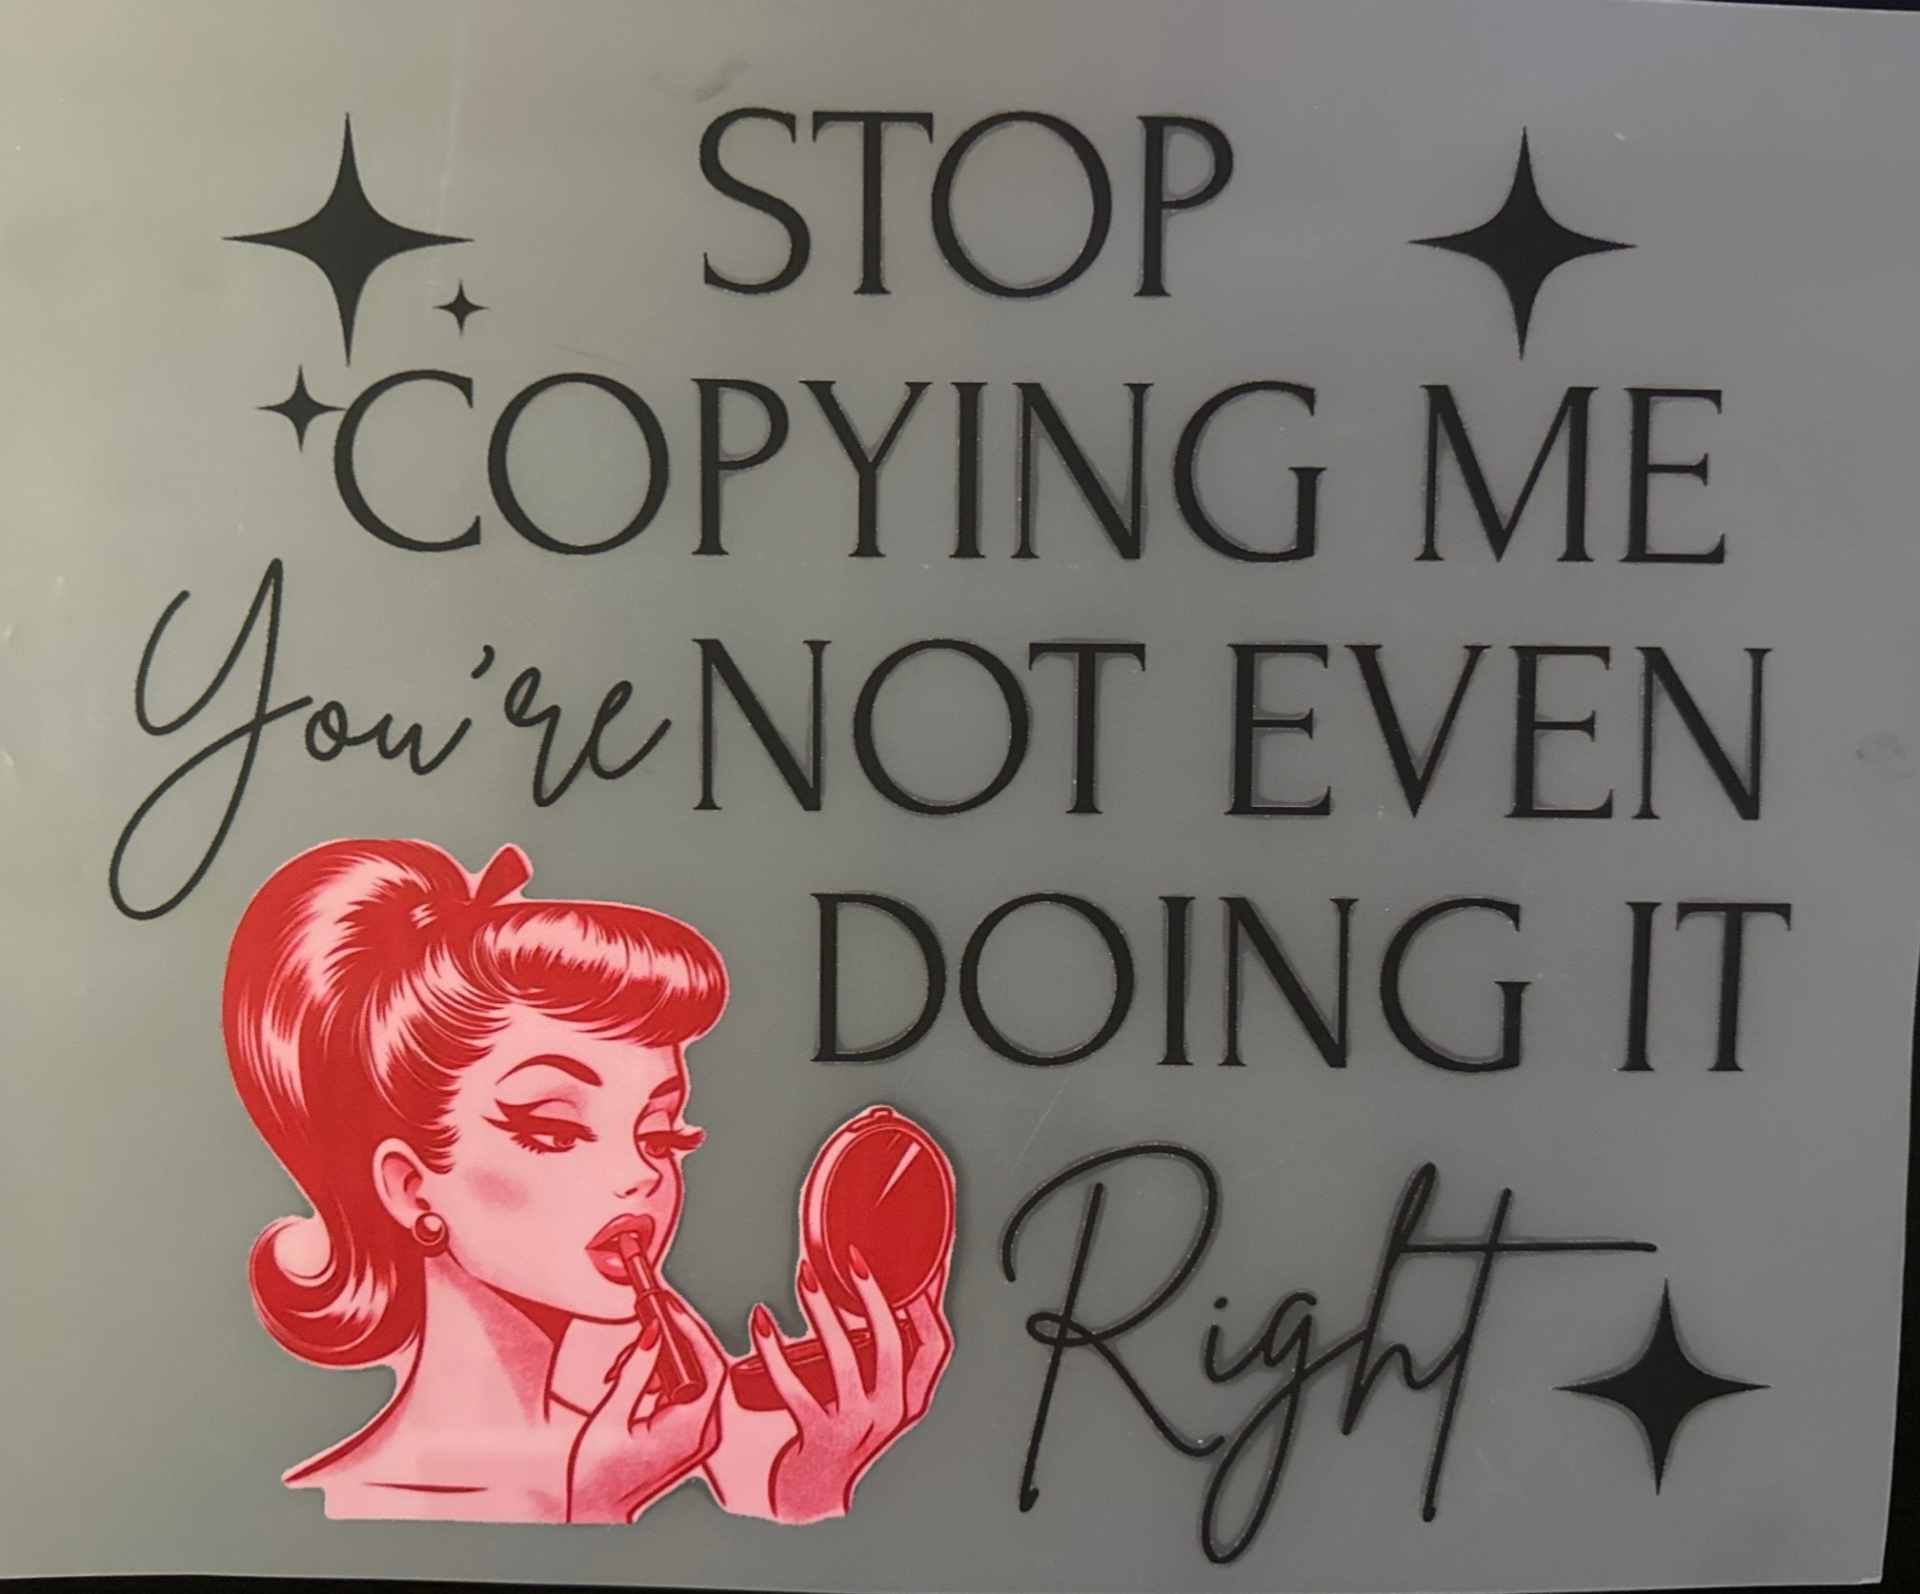 STOP
COPYING ME
You're NOT EVEN
DOING IT
Right